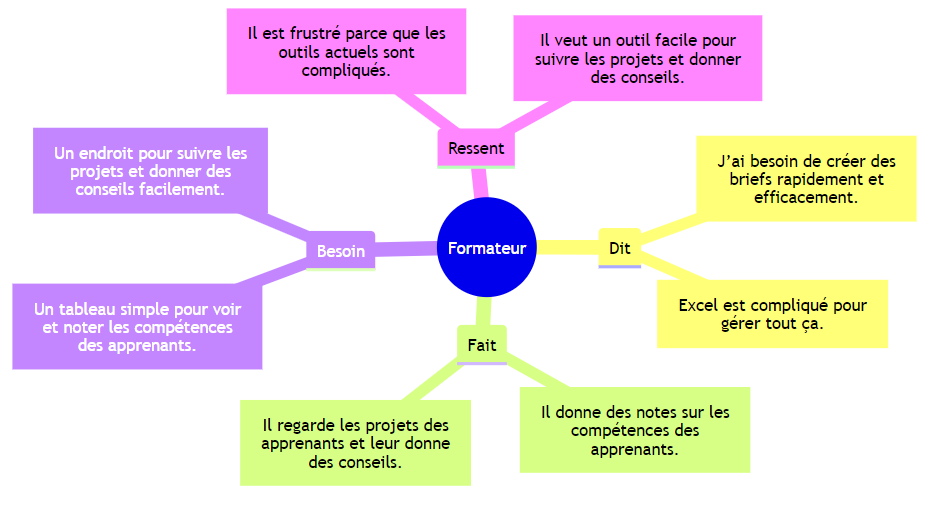 Il est frustré parce que les
outils actuels sont
compliqués.
Il veut un outil facile pour
suivre les projets et donner
des conseils.
Ressent
Un endroit pour suivre les
projets et donner des
conseils facilement.
J’ai besoin de créer des
briefs rapidement et
efficacement.
Besoin
Formateur
Dit
Un tableau simple pour voir
et noter les compétences
des apprenants.
Excel est compliqué pour
gérer tout ça.
Fait
Il regarde les projets des
apprenants et leur donne
des conseils.
Il donne des notes sur les
compétences des
apprenants.